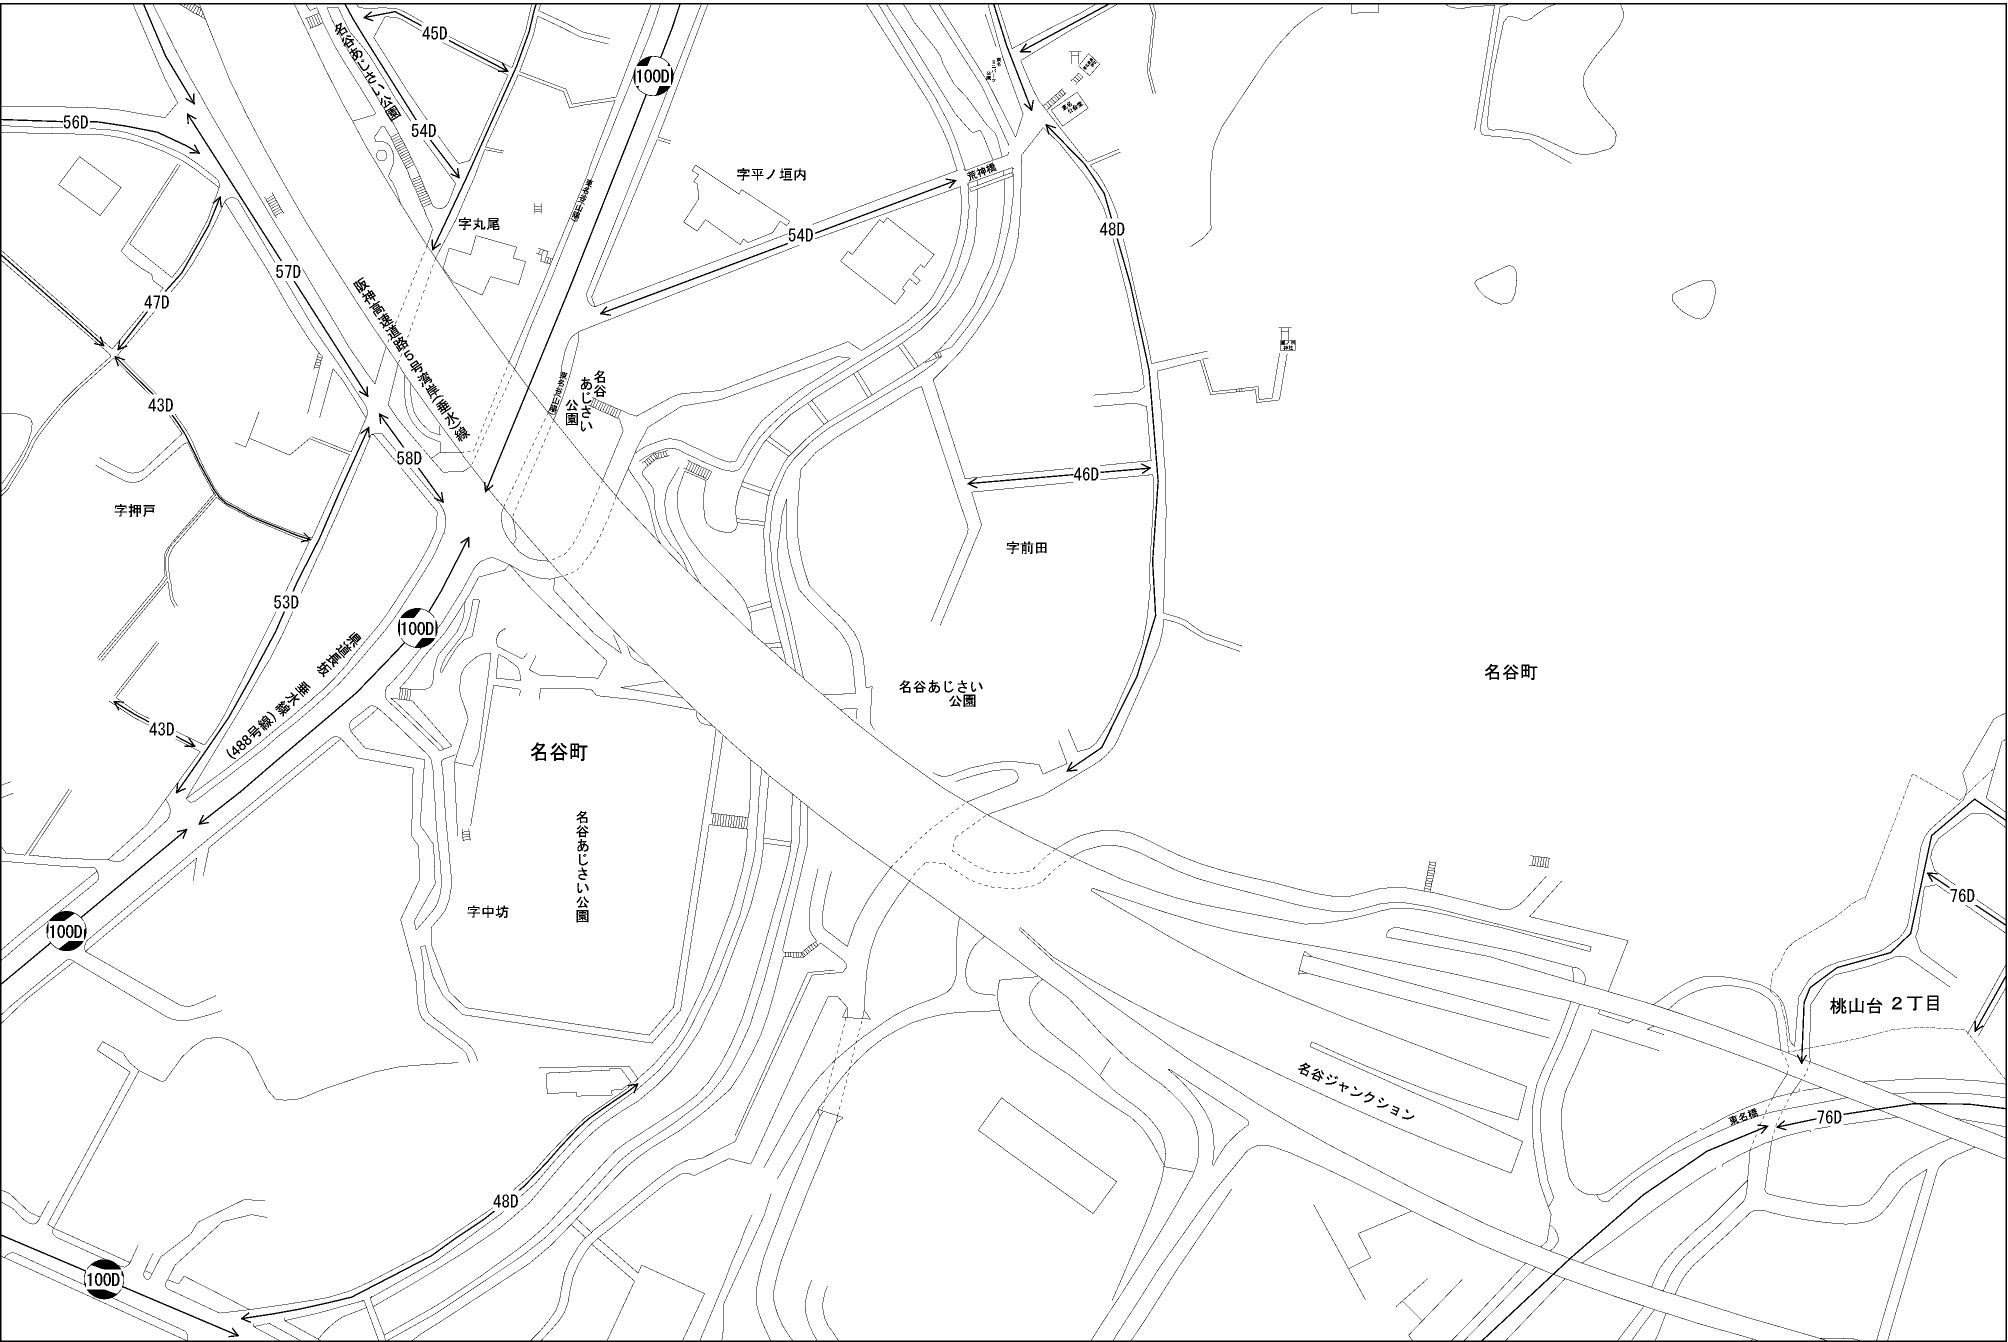 45D
名谷あじさい公園
100D
56D
54D
字平ノ垣内
荒神橋
字丸尾
54D
48D
57D
47D
阪神高速道路５号湾岸(垂水)線
名谷
あじさい
公園
43D
58D
46D
字押戸
字前田
53D
100D
県道長坂垂水線
(488号線)
名谷町
名谷あじさい
公園
43D
名谷町
名谷あじさい公園
76D
字中坊
100D
桃山台 2丁目
名谷ジャンクション
東名橋
76D
48D
100D